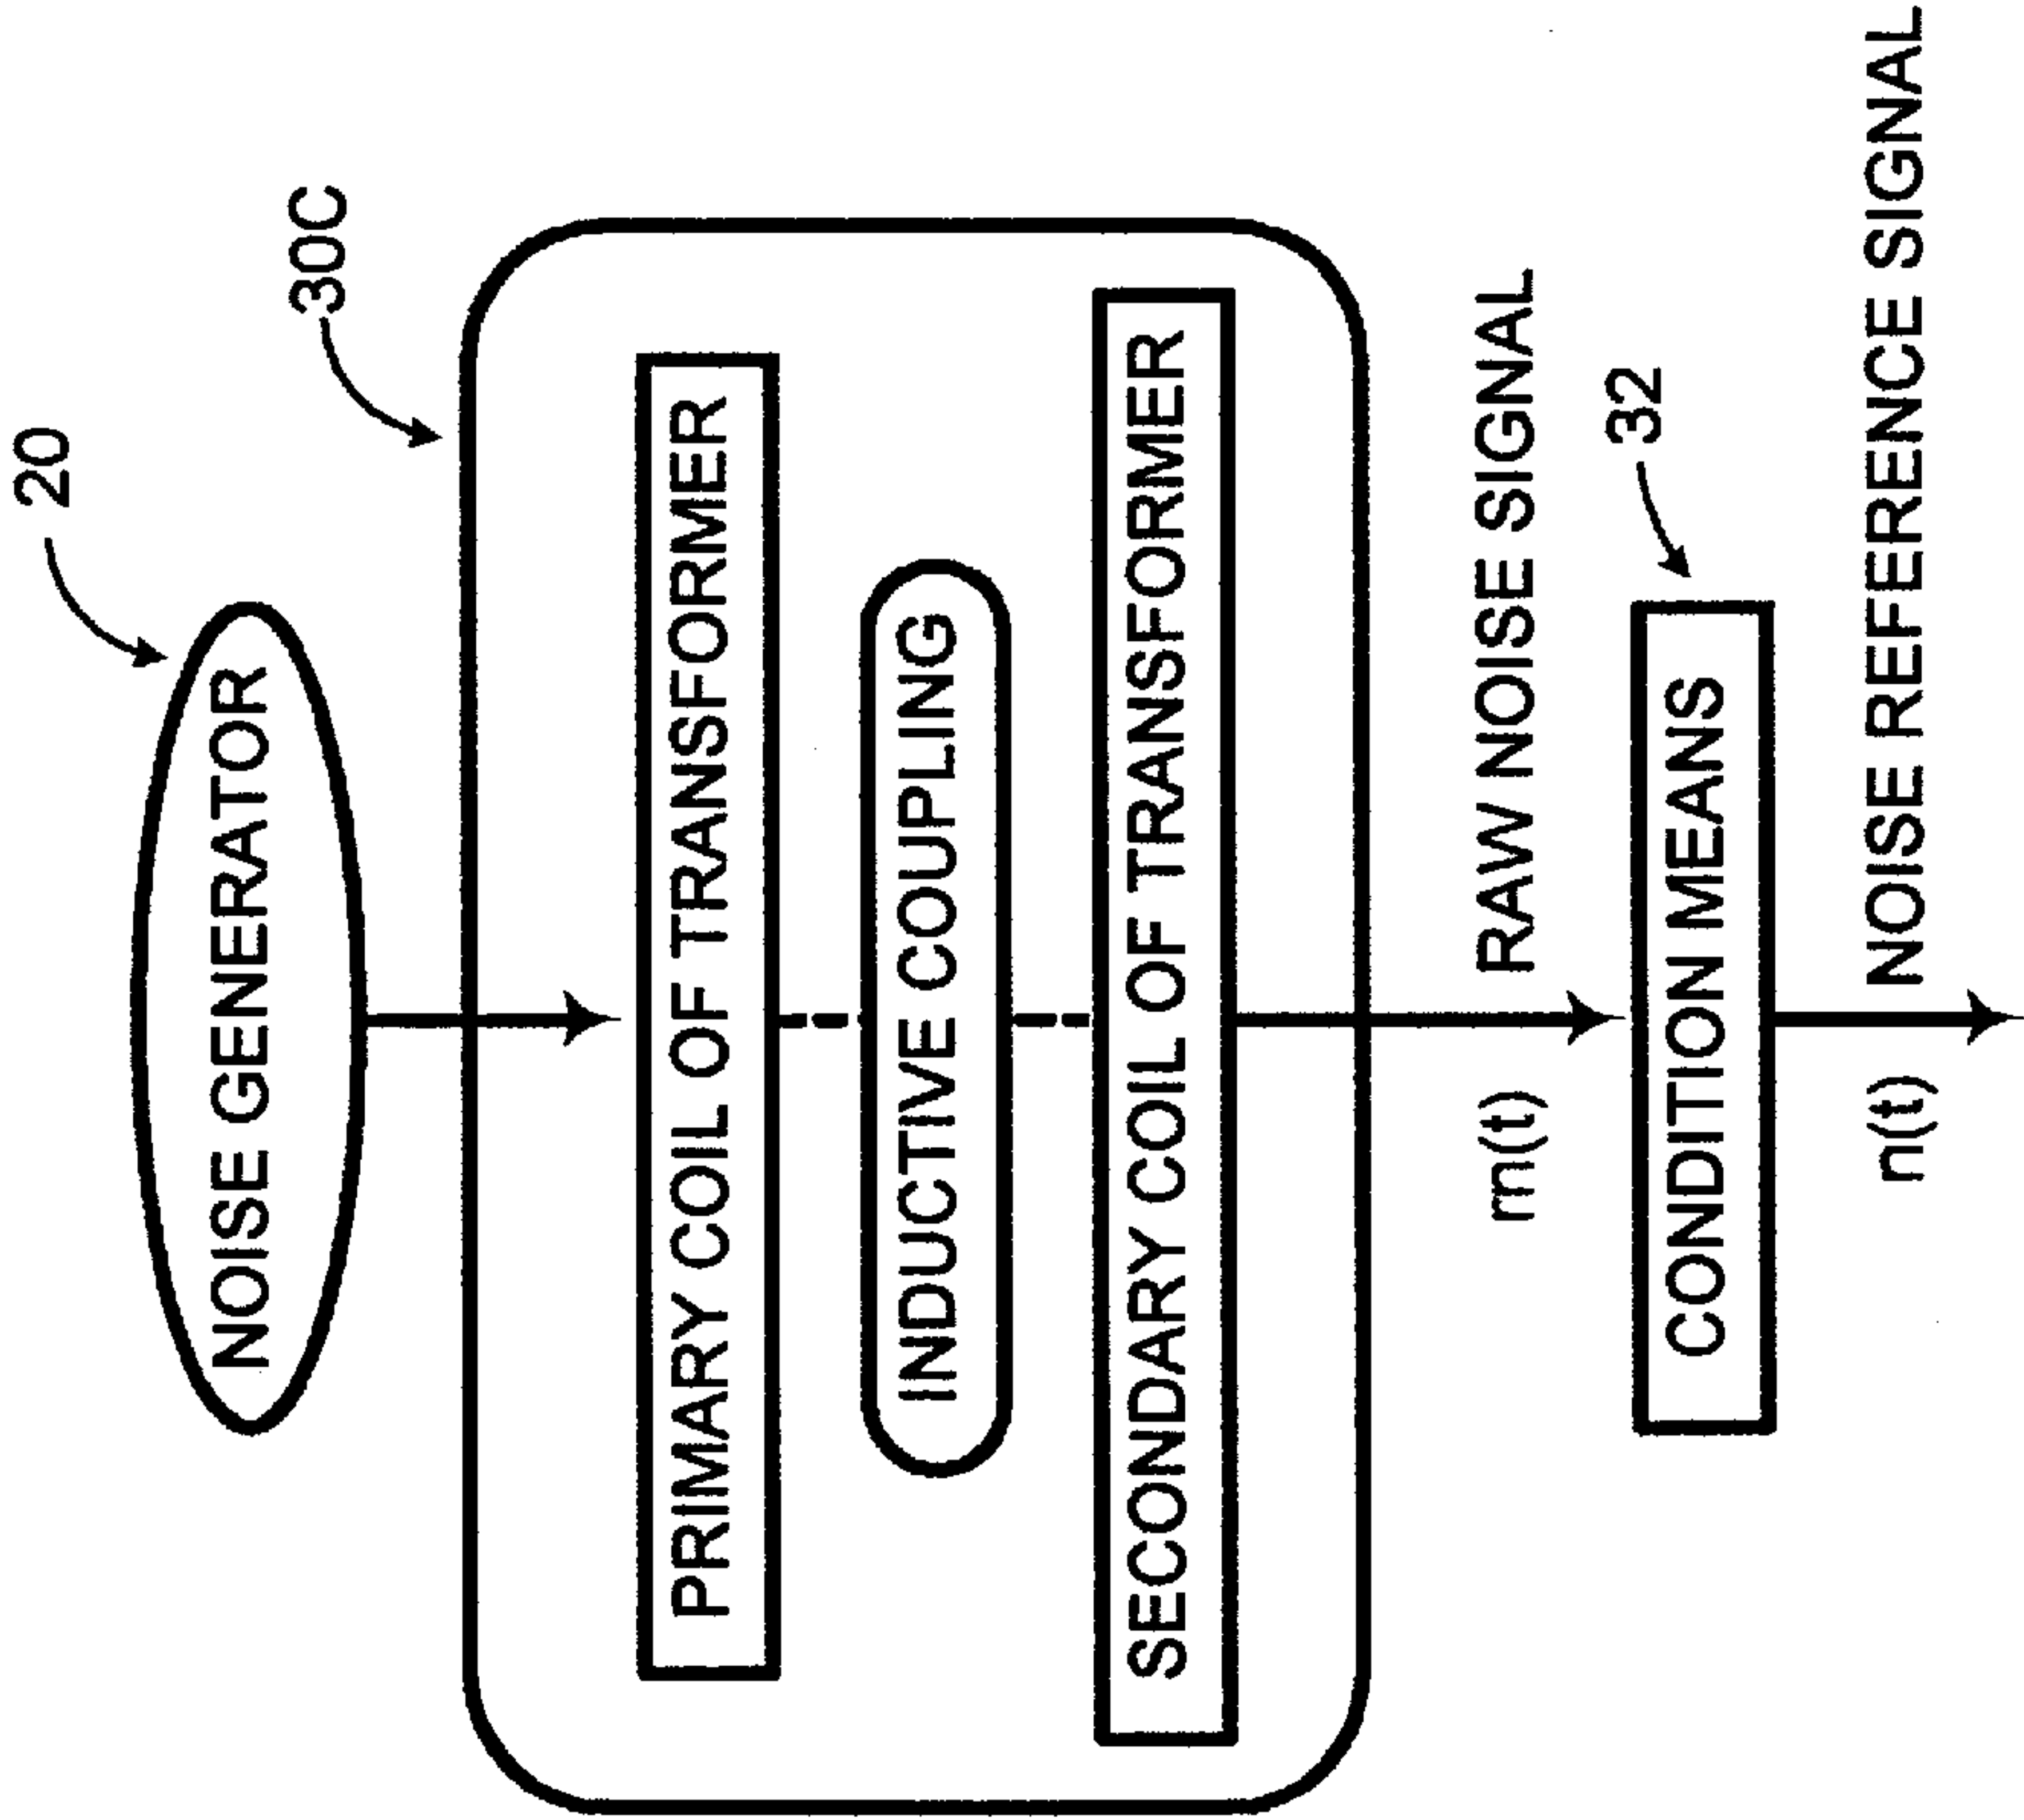 20
NOISE GENERATOR
30C
PRIMARY COIL OF TRANSFORMER
INDUCTIVE COUPLING
SECONDARY COIL OF TRANSFORMER
m(t)
RAW NOISE SIGNAL
32
CONDITION MEANS
n(t)
NOISE REFERENCE SIGNAL